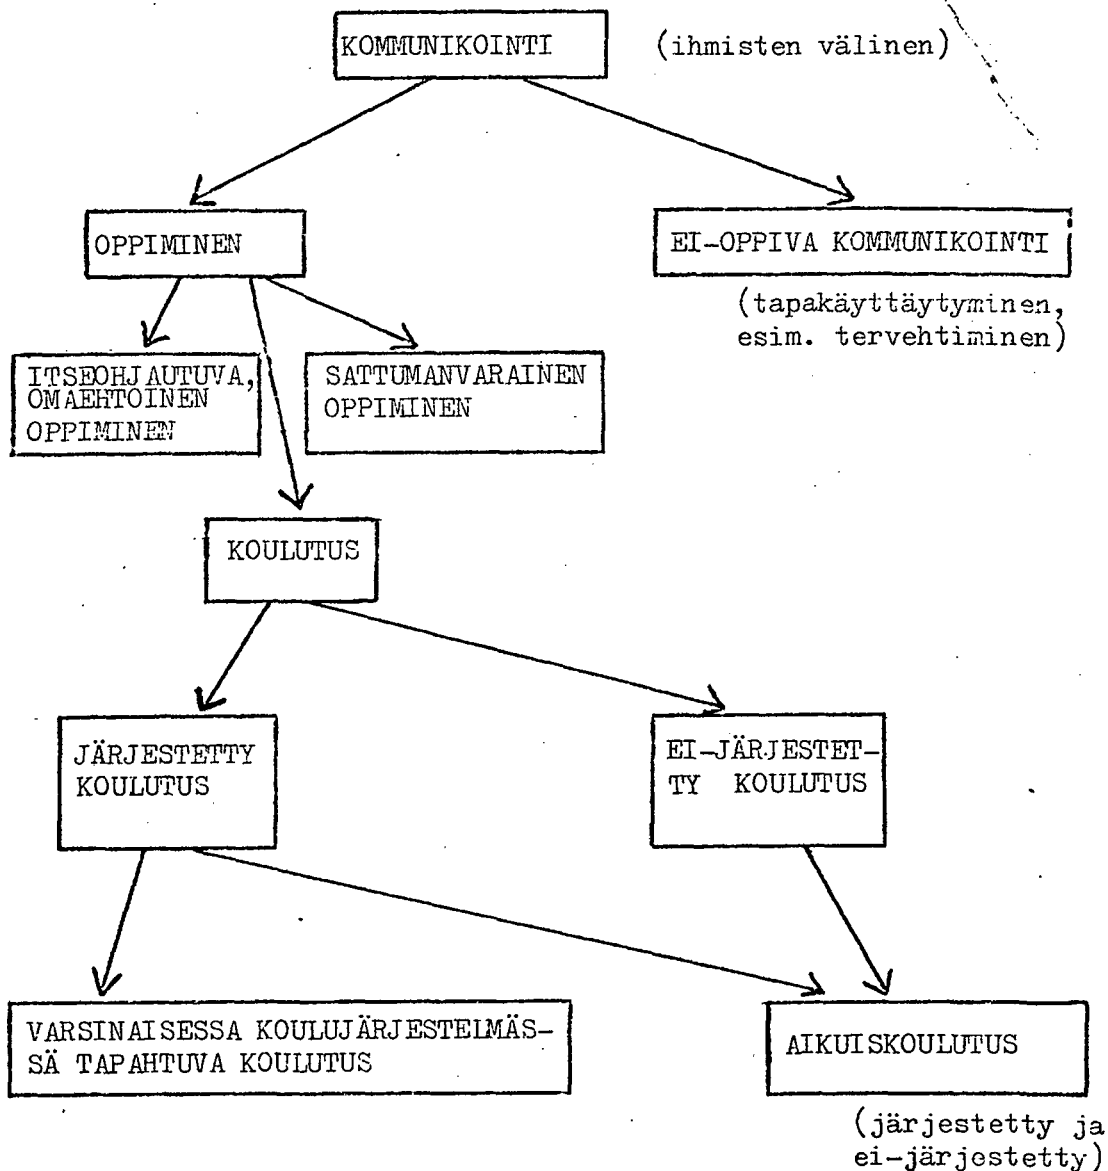 KOMMUNIKOINTI (ihmisten välinen)
OPPIMINEN
EI-OPPIVA KOMMUNIKOINTI
(tapakäyttäytyminen,
esim. tervehtiminen)
ITSEOHJAUTUVA,
OMAEHTOINEN
OPPIMINEN
SATTUMANVARAINEN
OPPIMINEN
KOULUTUS
JÄRJESTETTY
KOULUTUS
EI-JÄRJESTET-
TY KOULUTUS
VARSINAISESSA KOULUJÄRJESTELMÄS-
SÄ TAPAHTUVA KOULUTUS
AIKUISKOULUTUS
(järjestetty ja
ei-järjestetty)